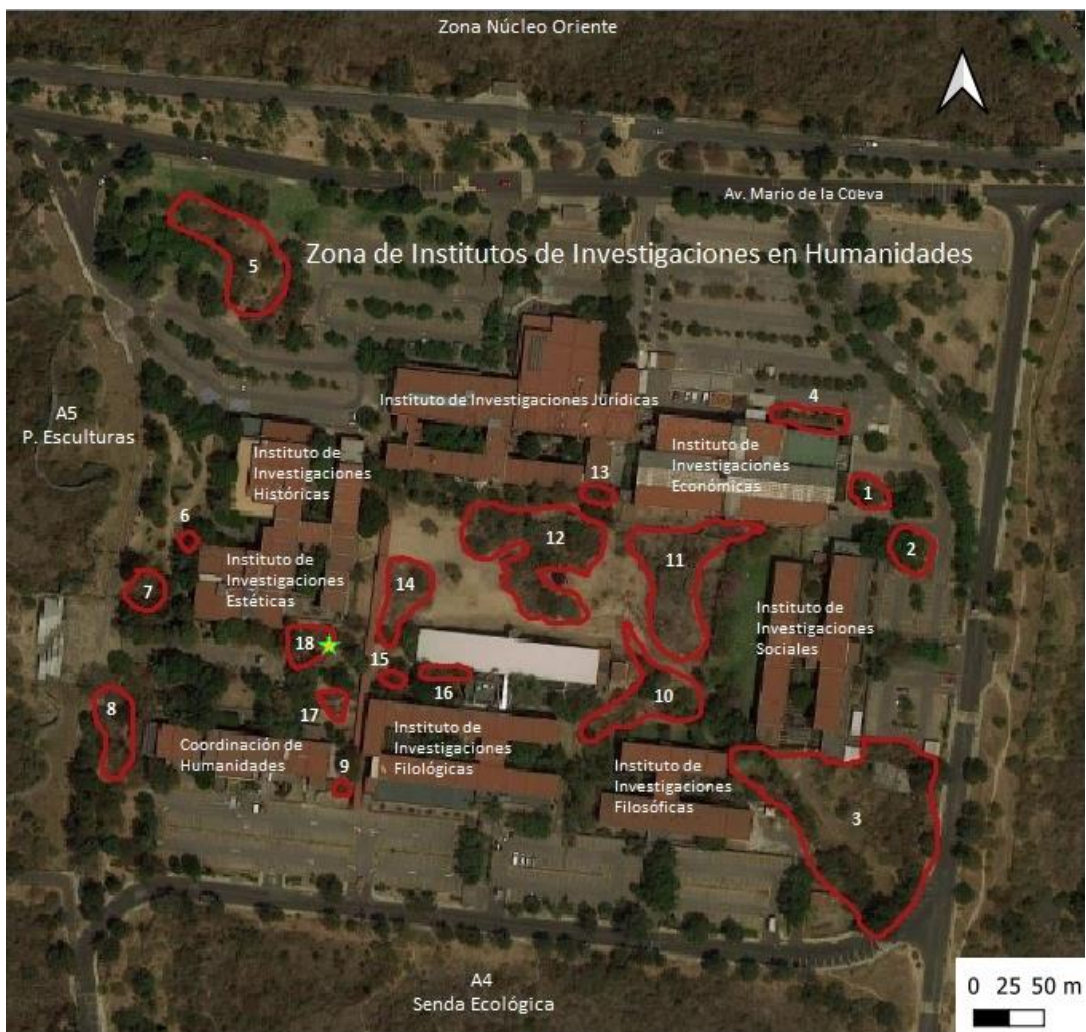 Zona Núcleo Oriente
Av. Mario de la Cueva
Zona de Institutos de Investigaciones en Humanidades
5
Instituto de Investigaciones Jurídicas
4
A5
P. Esculturas
Instituto de
Investigaciones
Históricas
Instituto de
Investigaciones
Económicas
13
1
6
12
2
11
Instituto de
Investigaciones
Estéticas
14
7
Instituto de
Investigaciones
Sociales
18
15
16
10
17
8
Coordinación de
Humanidades
Instituto de
Investigaciones
Filológicas
9
Instituto de
Investigaciones
Filosóficas
3
A4
Senda Ecológica
0 25 50 m